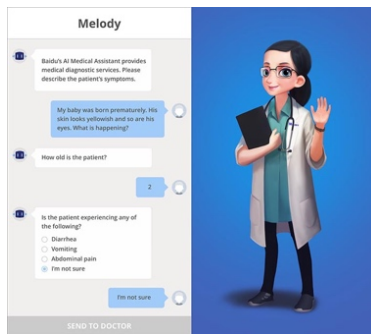 Melody
Baidu's AI Medical Assistant provides
medical diagnostic services. Please
describe the patient's symptoms.
My baby was born prematurely. His
skin looks yellowish and so are his
eyes. What is happening?
How old is the patient?
2
Is the patient experiencing any of
the following?
Diarrhea
Vomiting
Abdominal pain
I'm not sure
I'm not sure
SEND TO DOCTOR